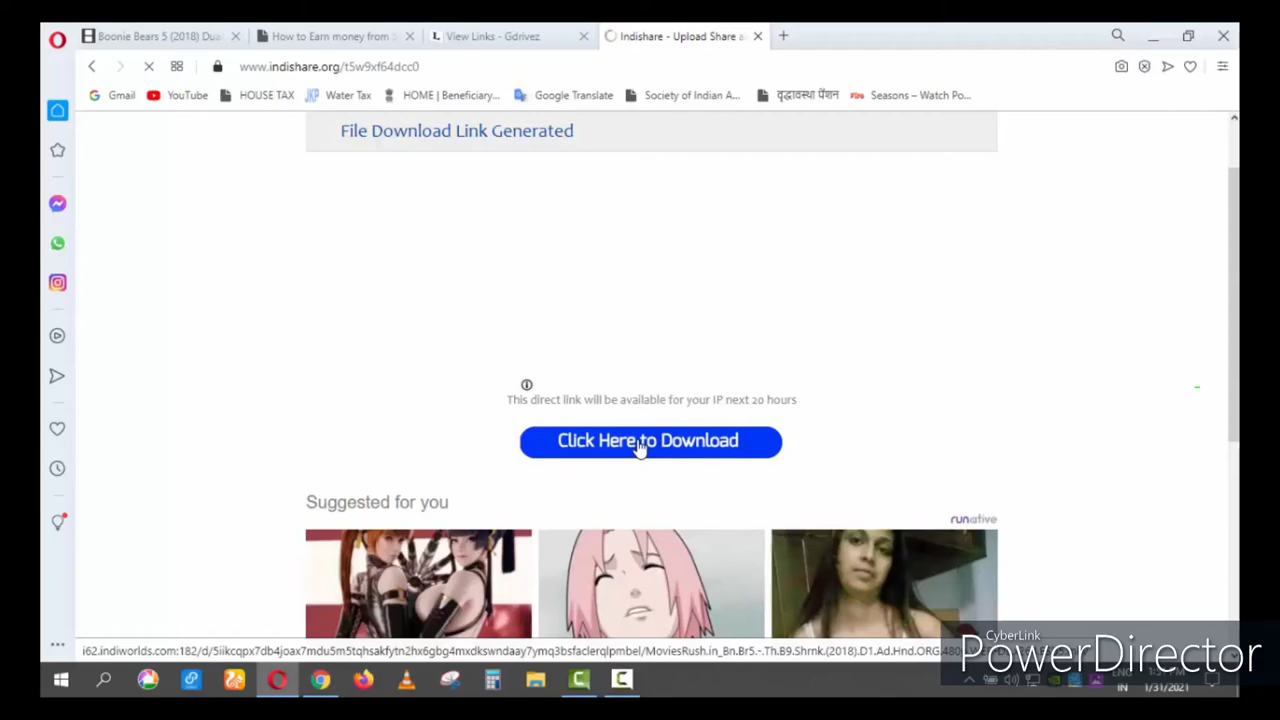 Boonie Bears 5 (2018) Dua
How to Earn money from
View Links - Gdrivez
Indishare - Upload Share a
www.indishare.org/t5w9xf64dcc0
Gmail
YouTube
HOUSE TAX
JKP
Water Tax
HOME | Beneficiary...
Google Translate
Society of Indian A...
वृद्धावस्था पेंशन
Seasons – Watch Po...
File Download Link Generated
This direct link will be available for your IP next 20 hours
Click Here to Download
Suggested for you
runative
CyberLink
PowerDirector
ENG
IN
1/31/2021